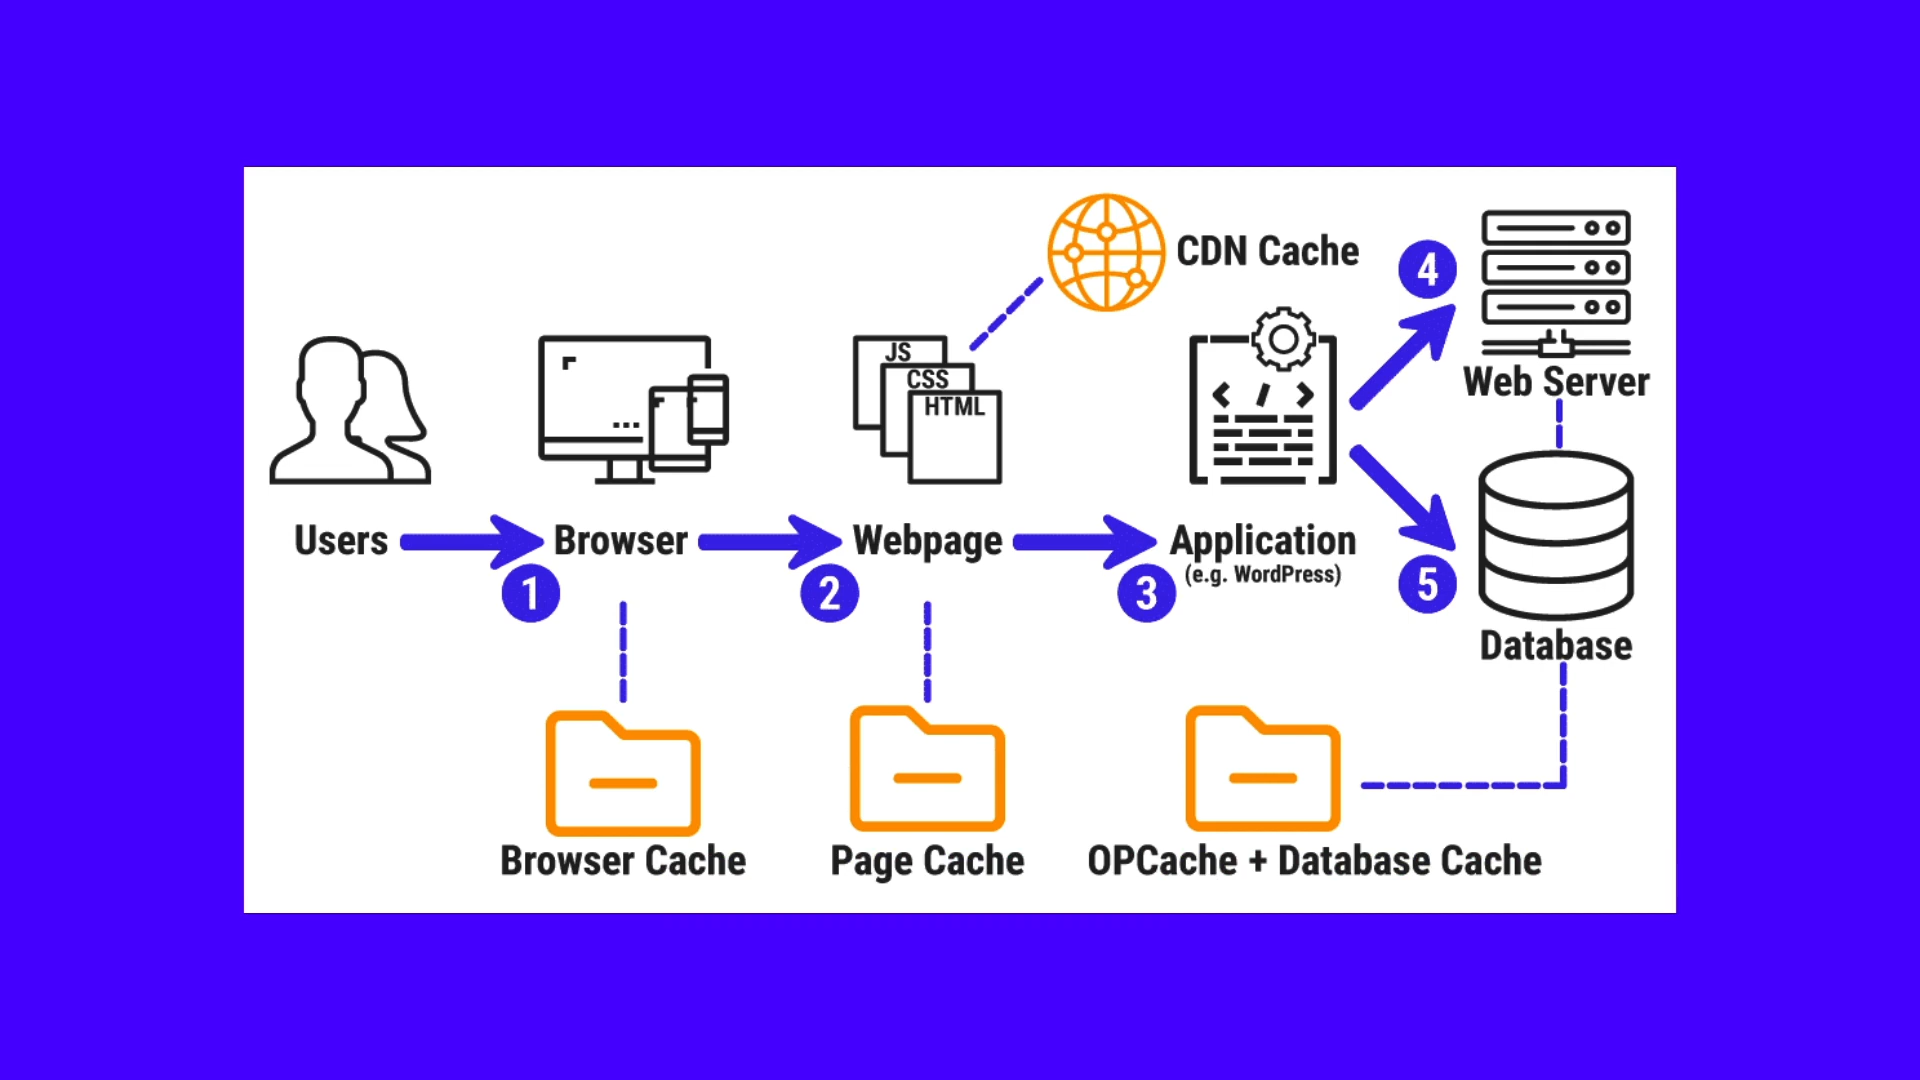 CDN Cache
4
Web Server
JS
CSS
HTML
< / >
Users
Browser
Webpage
Application
(e.g. WordPress)
1
2
3
5
Database
Browser Cache
Page Cache
OPCache + Database Cache